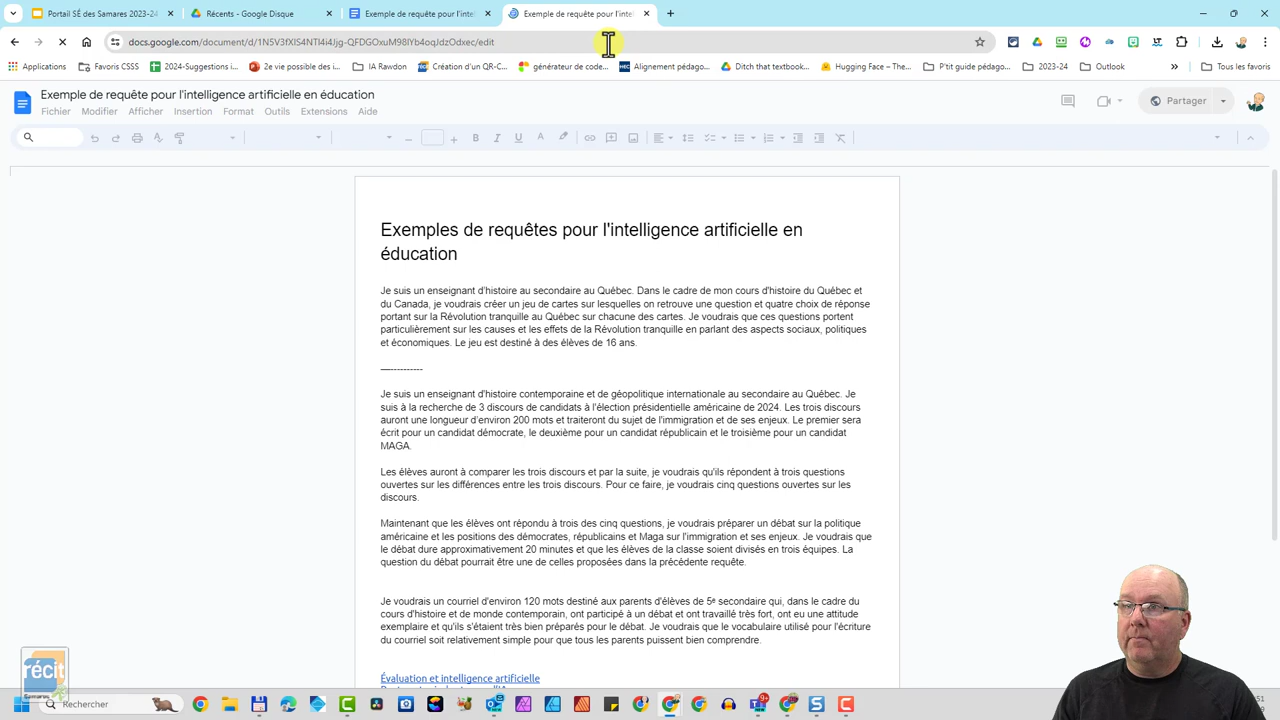 Portail SÉ des Samares 2023-24
Récents - Google Disque
Exemple de requête pour l'intel
Exemple de requête pour l'intel
docs.google.com/document/d/
/edit
Applications
Favoris CSSS
2024-Suggestions i...
2e vie possible des i...
IA Rawdon
Création d'un QR-C...
générateur de code...
Alignement pédago...
Ditch that textbook...
Hugging Face – The...
P'tit guide pédago...
2023-24
Outlook
Tous les favoris
Exemple de requête pour l'intelligence artificielle en éducation
Fichier
Modifier
Affichage
Insertion
Format
Outils
Extensions
Aide
Partager
Exemples de requêtes pour l'intelligence artificielle en
éducation
Je suis un enseignant d'histoire au secondaire au Québec. Dans le cadre de mon cours d'histoire du Québec et
du Canada, je voudrais créer un jeu de cartes sur lesquelles on retrouve une question et quatre choix de réponse
portant sur la Révolution tranquille au Québec sur chacune des cartes. Je voudrais que ces questions portent
particulièrement sur les causes et les effets de la Révolution tranquille en parlant des aspects sociaux, politiques
et économiques. Le jeu est destiné à des élèves de 16 ans.
—----------
Je suis un enseignant d'histoire contemporaine et de géopolitique internationale au secondaire au Québec. Je
suis à la recherche de 3 discours de candidats à l'élection présidentielle américaine de 2024. Les trois discours
auront une longueur d'environ 200 mots et traiteront du sujet de l'immigration et de ses enjeux. Le premier sera
écrit pour un candidat démocrate, le deuxième pour un candidat républicain et le troisième pour un candidat
MAGA.
Les élèves auront à comparer les trois discours et par la suite, je voudrais qu'ils répondent à trois questions
ouvertes sur les différences entre les trois discours. Pour ce faire, je voudrais cinq questions ouvertes sur les
discours.
Maintenant que les élèves ont répondu à trois des cinq questions, je voudrais préparer un débat sur la politique
américaine et les positions des démocrates, républicains et Maga sur l'immigration et ses enjeux. Je voudrais que
le débat dure approximativement 20 minutes et que les élèves de la classe soient divisés en trois équipes. La
question du débat pourrait être une de celles proposées dans la précédente requête.
Je voudrais un courriel d'environ 120 mots destiné aux parents d'élèves de 5ᵉ secondaire qui, dans le cadre du
cours d'histoire et de monde contemporain, ont participé à un débat et ont travaillé très fort, ont eu une attitude
exemplaire et qu'ils s'étaient très bien préparés pour le débat. Je voudrais que le vocabulaire utilisé pour l'écriture
du courriel soit relativement simple pour que tous les parents puissent bien comprendre.
Évaluation et intelligence artificielle
récit
Samares
Rechercher